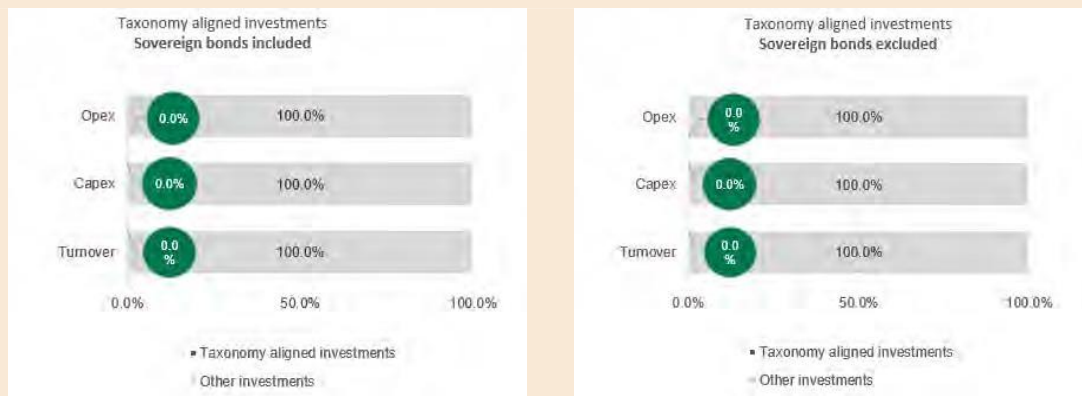 Taxonomy aligned investments
Sovereign bonds included
Opex
0.0%
100.0%
Capex
0.0%
100.0%
Turnover
0.0
%
100.0%
0.0%
50.0%
100.0%
Taxonomy aligned investments
Other investments
Taxonomy aligned investments
Sovereign bonds excluded
Opex
0.0
%
100.0%
Capex
0.0%
100.0%
Turnover
0.0
%
100.0%
0.0%
50.0%
100.0%
Taxonomy aligned investments
Other investments